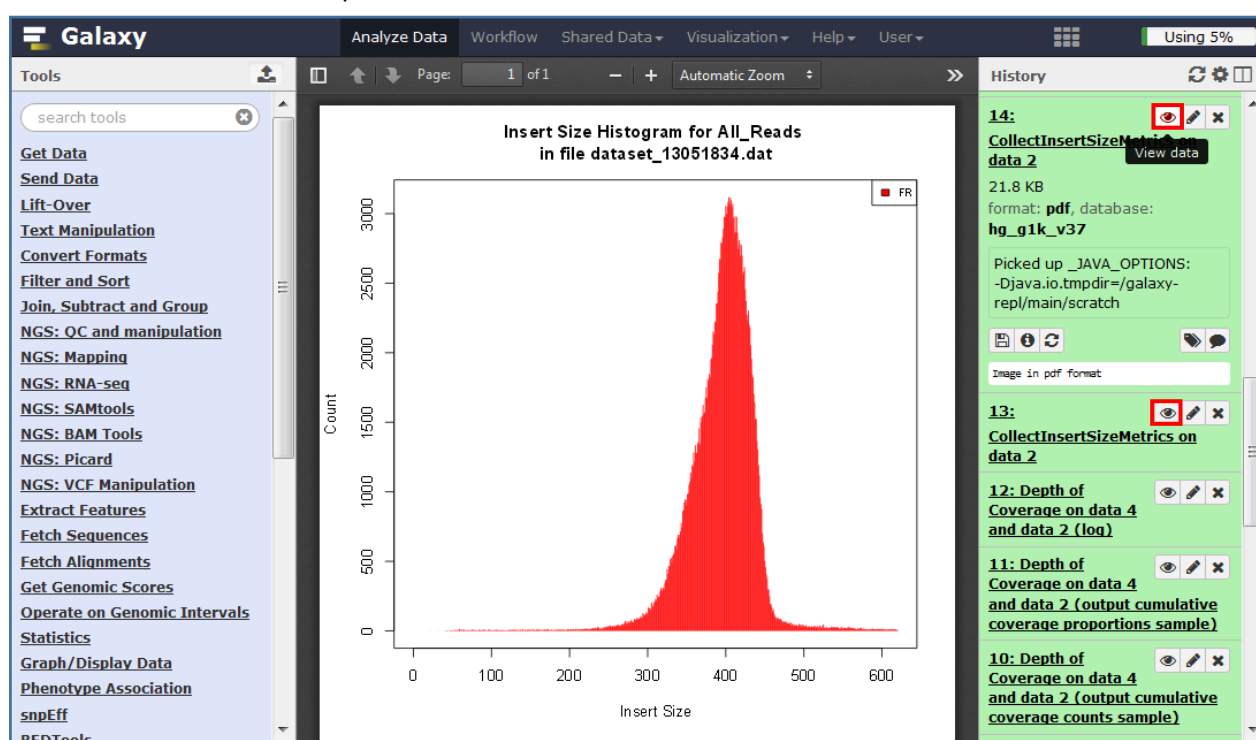 Galaxy
Analyze Data Workflow Shared Data Visualization Help User
Using 5%
Tools
search tools
Get Data
Send Data
Lift-Over
Text Manipulation
Convert Formats
Filter and Sort
Join, Subtract and Group
NGS: QC and manipulation
NGS: Mapping
NGS: RNA-seq
NGS: SAMtools
NGS: BAM Tools
NGS: Picard
NGS: VCF Manipulation
Extract Features
Fetch Sequences
Fetch Alignments
Get Genomic Scores
Operate on Genomic Intervals
Statistics
Graph/Display Data
Phenotype Association
snpEff
BEDTools
Page: 1 of 1 Automatic Zoom
Insert Size Histogram for All_Reads
in file dataset_13051834.dat
FR
Count
3000
2500
2000
1500
1000
500
0
0 100 200 300 400 500 600
Insert Size
History
14:
CollectInsertSizeMetrics on
data 2
View data
21.8 KB
format: pdf, database:
hg_g1k_v37
Picked up _JAVA_OPTIONS:
-Djava.io.tmpdir=/galaxy-
repl/main/scratch
Image in pdf format
13:
CollectInsertSizeMetrics on
data 2
12: Depth of
Coverage on data 4
and data 2 (log)
11: Depth of
Coverage on data 4
and data 2 (output cumulative
coverage proportions sample)
10: Depth of
Coverage on data 4
and data 2 (output cumulative
coverage counts sample)